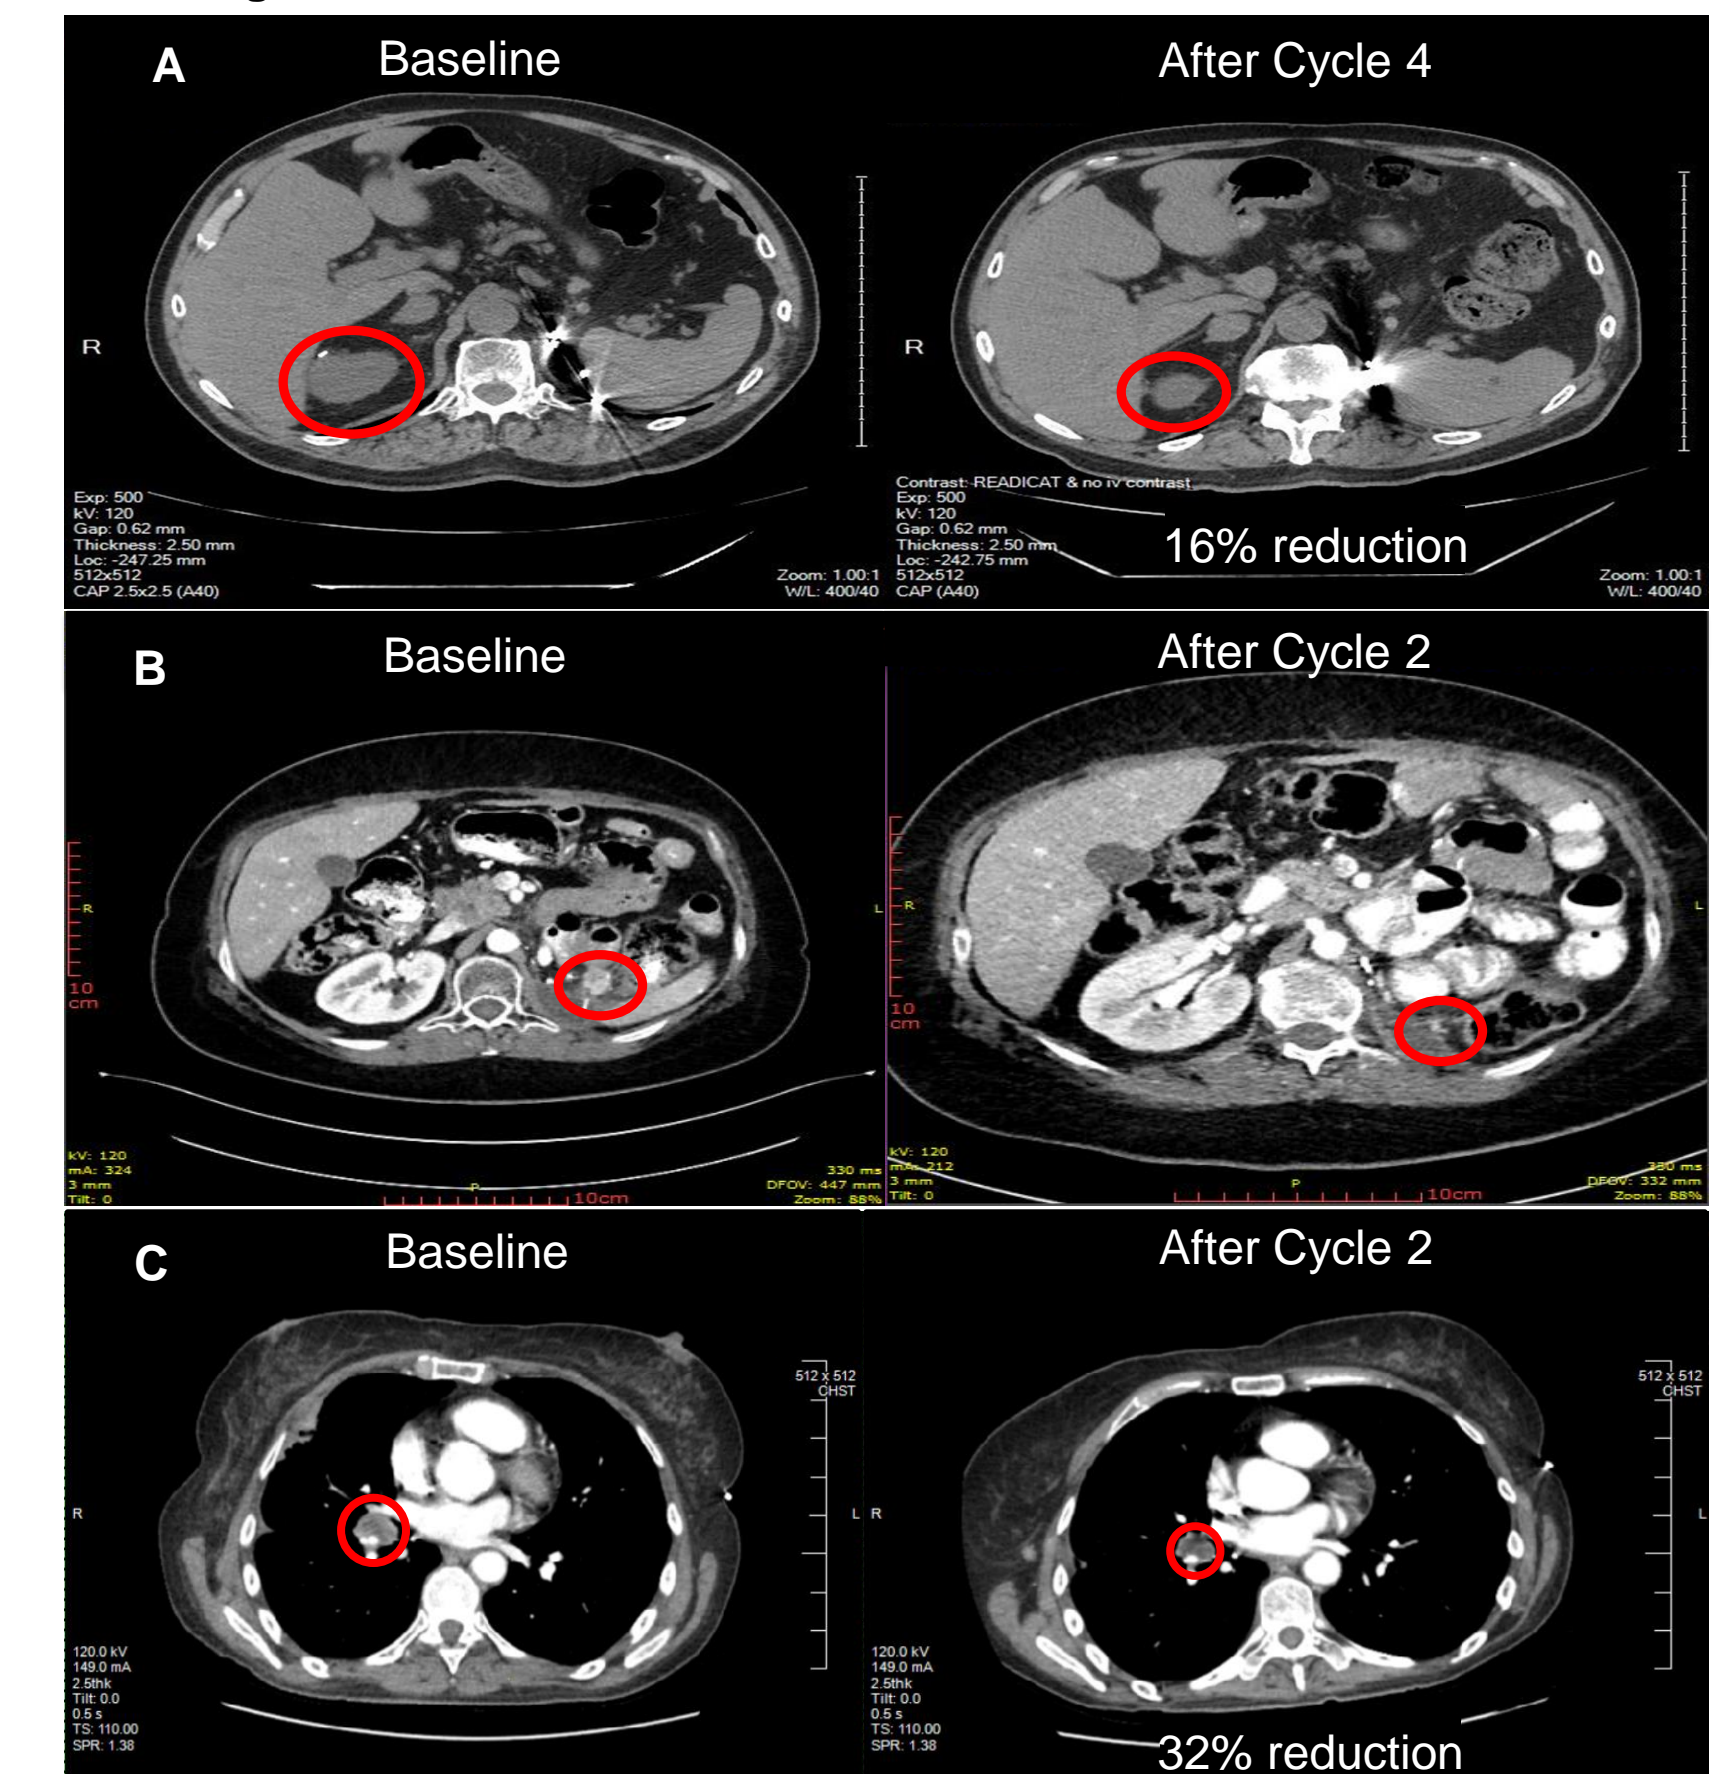 A
Baseline
After Cycle 4
R
R
Exp: 500
kV: 120
Gap: 0.62 mm
Thickness: 2.50 mm
Loc: -247.25 mm
512x512
CAP 2.5x2.5 (A40)
Zoom: 1.00:1
W/L: 400/40
Contrast: READICAT & no iv contrast
Exp: 500
kV: 120
Gap: 0.62 mm
Thickness: 2.50 mm
Loc: -242.75 mm
512x512
CAP (A40)
16% reduction
Zoom: 1.00:1
W/L: 400/40
B
Baseline
After Cycle 2
R
L
10
cm
kV: 120
mA: 324
3 mm
Tilt: 0
P
10cm
330 ms
DFOV: 447 mm
Zoom: 88%
R
L
10
cm
kV: 120
mA: 212
3 mm
Tilt: 0
P
10cm
330 ms
DFOV: 332 mm
Zoom: 88%
C
Baseline
After Cycle 2
512 x 512
CHST
R
L
120.0 kV
149.0 mA
2.5thk
Tilt: 0.0
0.5 s
TS: 110.00
SPR: 1.38
512 x 512
CHST
R
L
120.0 kV
149.0 mA
2.5thk
Tilt: 0.0
0.5 s
TS: 110.00
SPR: 1.38
32% reduction